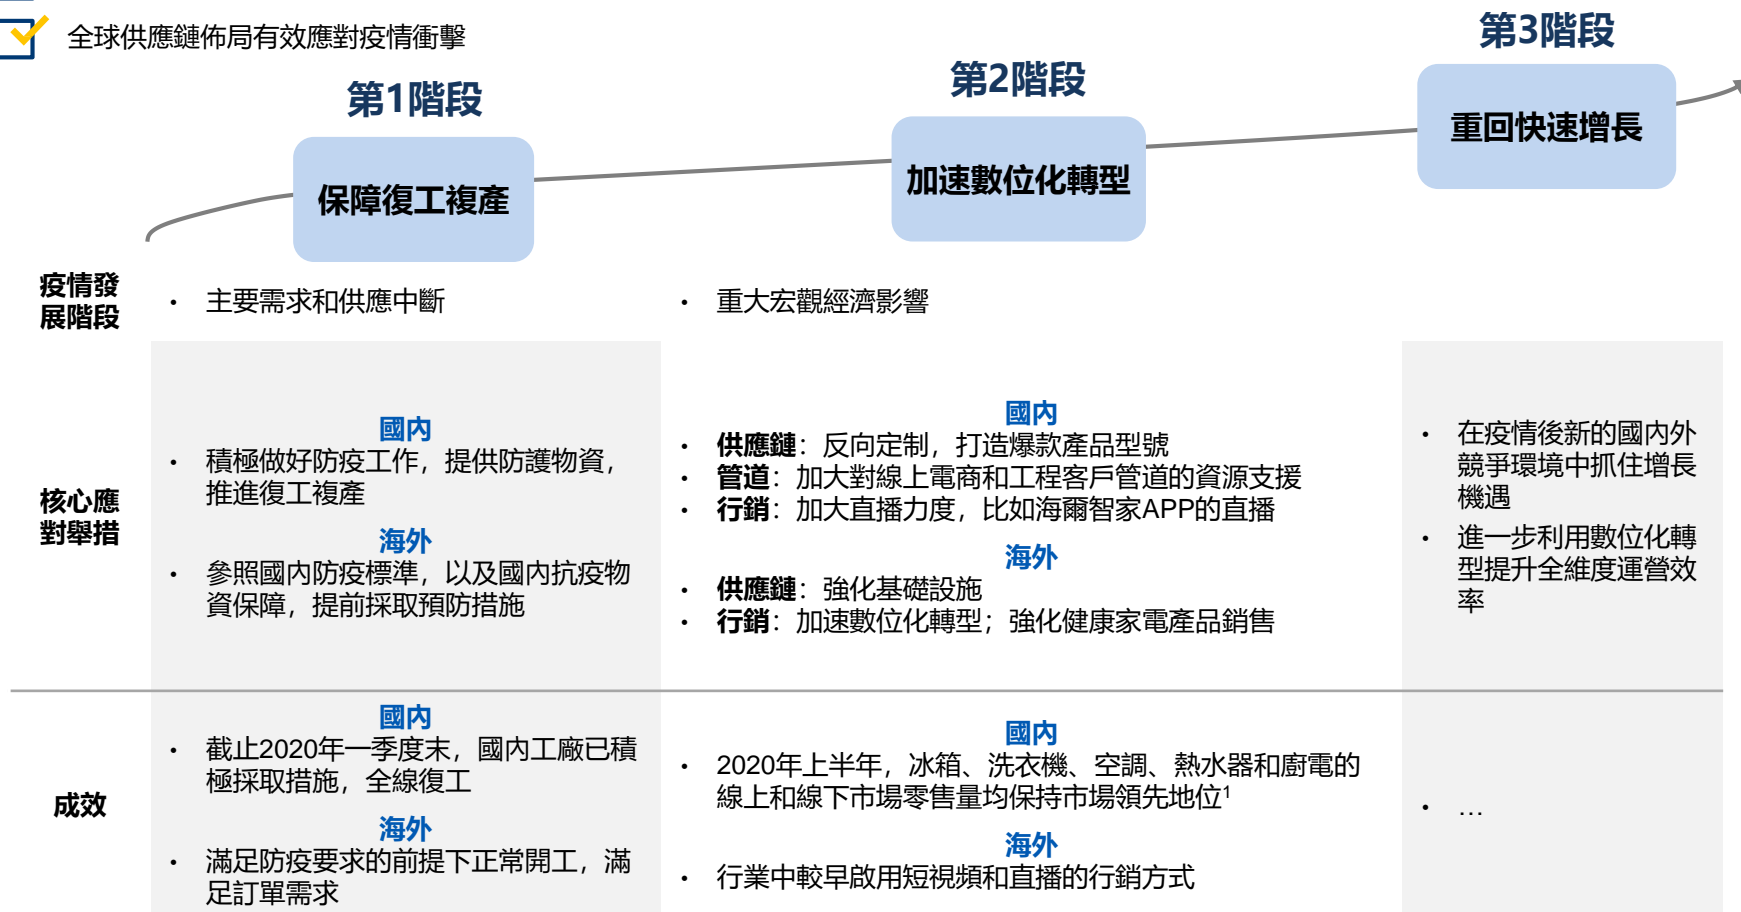 全球供應鏈佈局有效應對疫情衝擊
第1階段
第2階段
第3階段
保障復工複產
加速數位化轉型
重回快速增長
疫情發
展階段
• 主要需求和供應中斷
• 重大宏觀經濟影響
核心應
對舉措
國內
• 積極做好防疫工作，提供防護物資，
推進復工複產
海外
• 參照國內防疫標準，以及國內抗疫物
資保障，提前採取預防措施
國內
• 供應鏈：反向定制，打造爆款產品型號
• 管道：加大對線上電商和工程客戶管道的資源支援
• 行銷：加大直播力度，比如海爾智家APP的直播
海外
• 供應鏈：強化基礎設施
• 行銷：加速數位化轉型；強化健康家電產品銷售
• 在疫情後新的國內外
競爭環境中抓住增長
機遇
• 進一步利用數位化轉
型提升全維度運營效
率
成效
國內
• 截止2020年一季度末，國內工廠已積
極採取措施，全線復工
海外
• 滿足防疫要求的前提下正常開工，滿
足訂單需求
國內
• 2020年上半年，冰箱、洗衣機、空調、熱水器和廚電的
線上和線下市場零售量均保持市場領先地位¹
海外
• 行業中較早啟用短視頻和直播的行銷方式
• …